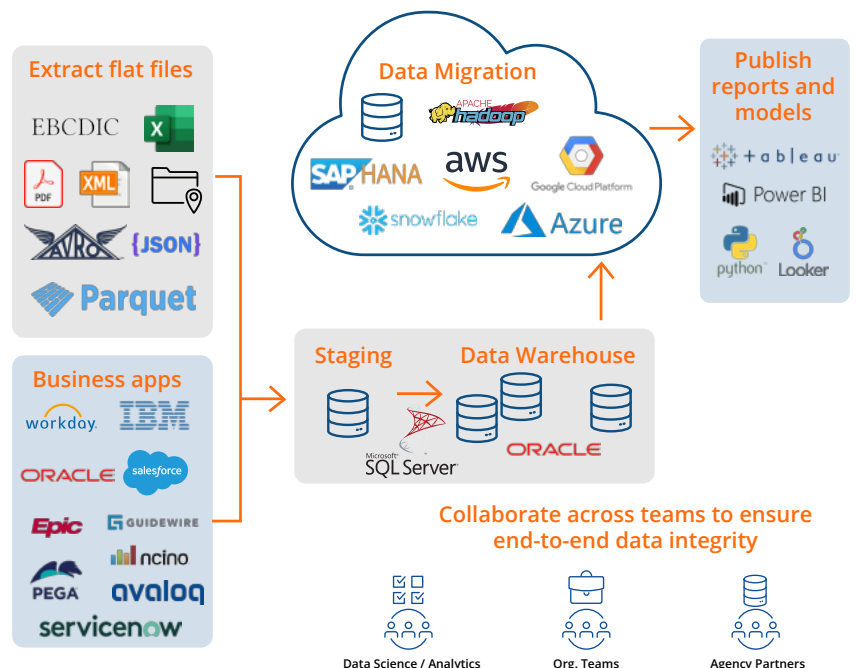 Extract flat files
EBCDIC
X
PDF
XML
AVRO
{JSON}
Parquet
Business apps
workday.
IBM
ORACLE
salesforce
Epic
GUIDEWIRE
ncino
PEGA
avaloq
servicenow
Data Migration
APACHE
hadoop
SAP HANA
aws
Google Cloud Platform
snowflake
Azure
Staging
Data Warehouse
Microsoft®
SQL Server®
ORACLE
Publish
reports and
models
+ableau
Power BI
python™
Looker
Collaborate across teams to ensure
end-to-end data integrity
Data Science / Analytics
Org. Teams
Agency Partners